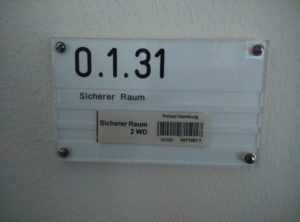 0.1.31
Sicherer Raum
Polizei Hamburg
Sicherer Raum
2 WD